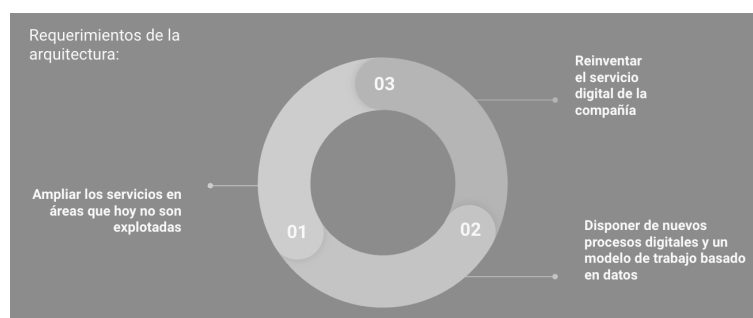 Requerimientos de la
arquitectura:
03
Reinventar
el servicio
digital de la
compañía
Ampliar los servicios en
áreas que hoy no son
explotadas
01
02
Disponer de nuevos
procesos digitales y un
modelo de trabajo basado
en datos